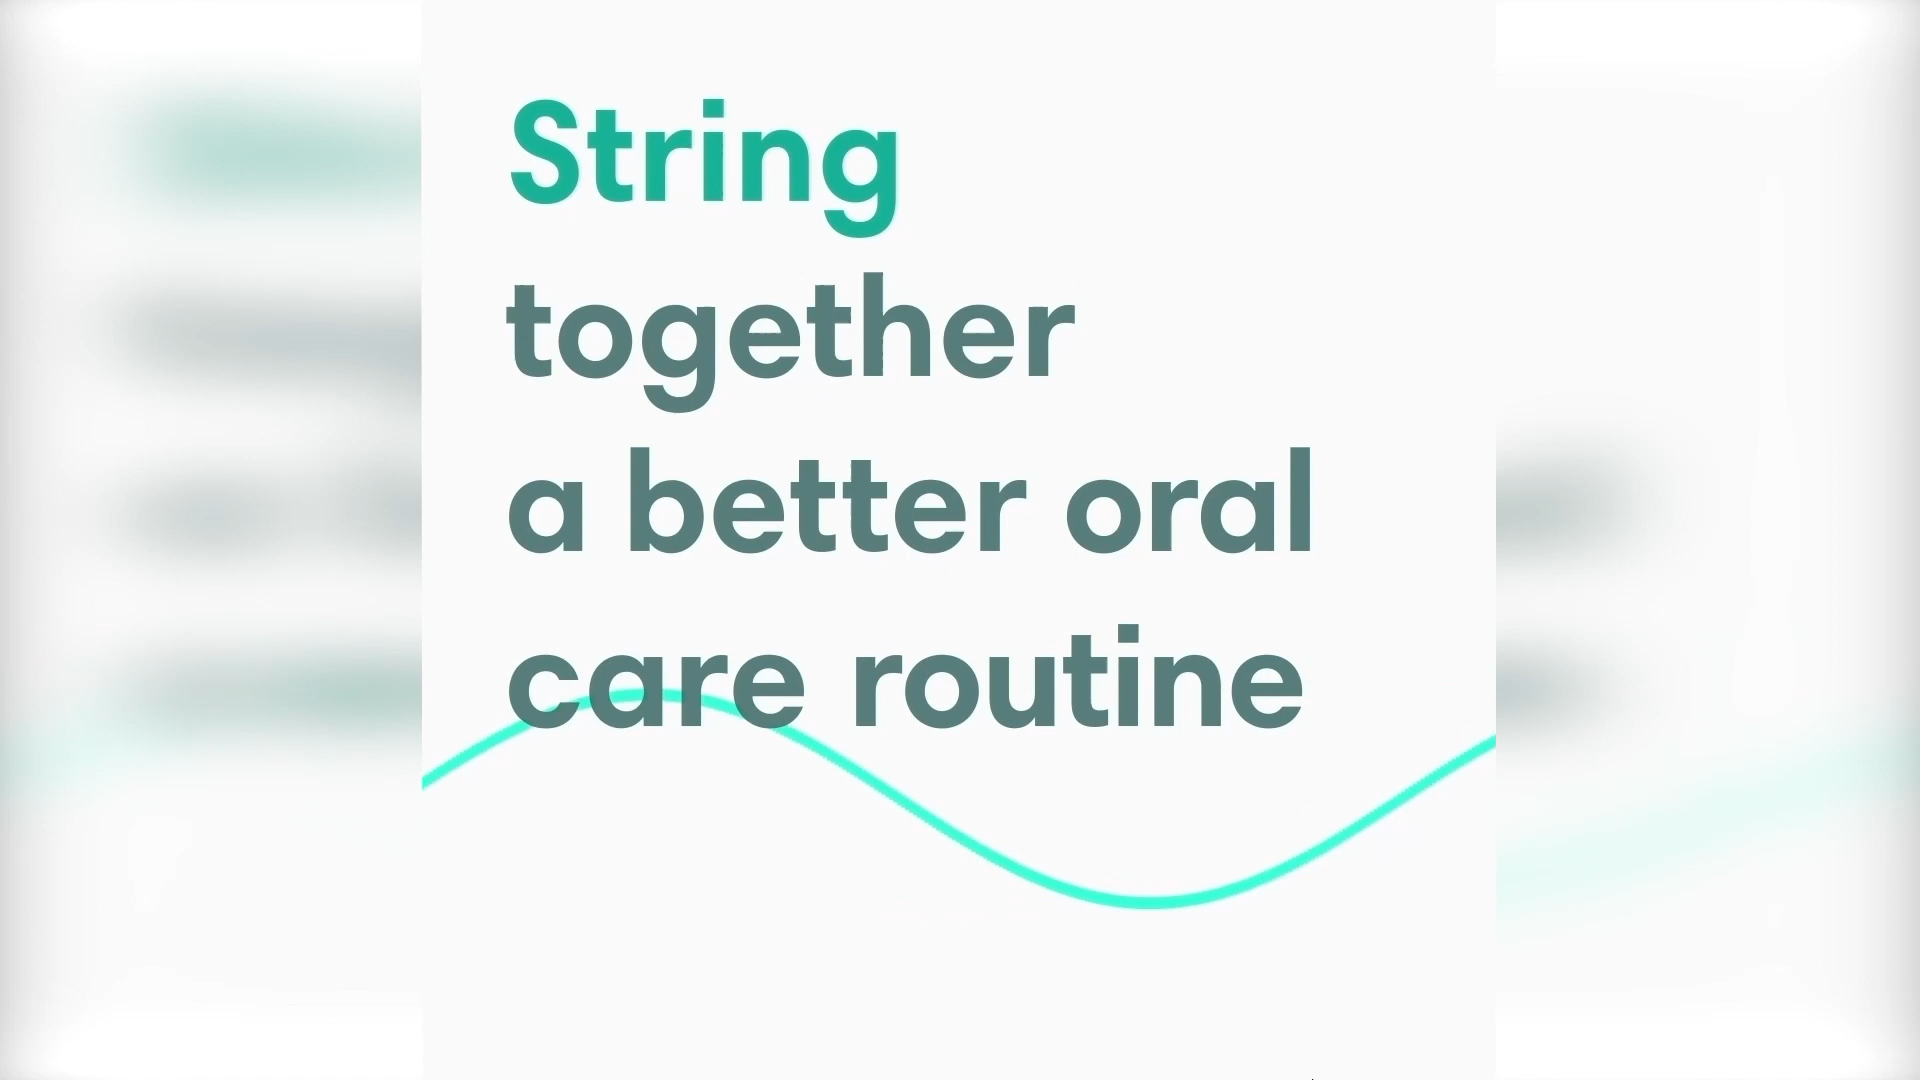 String
together
a better oral
care routine